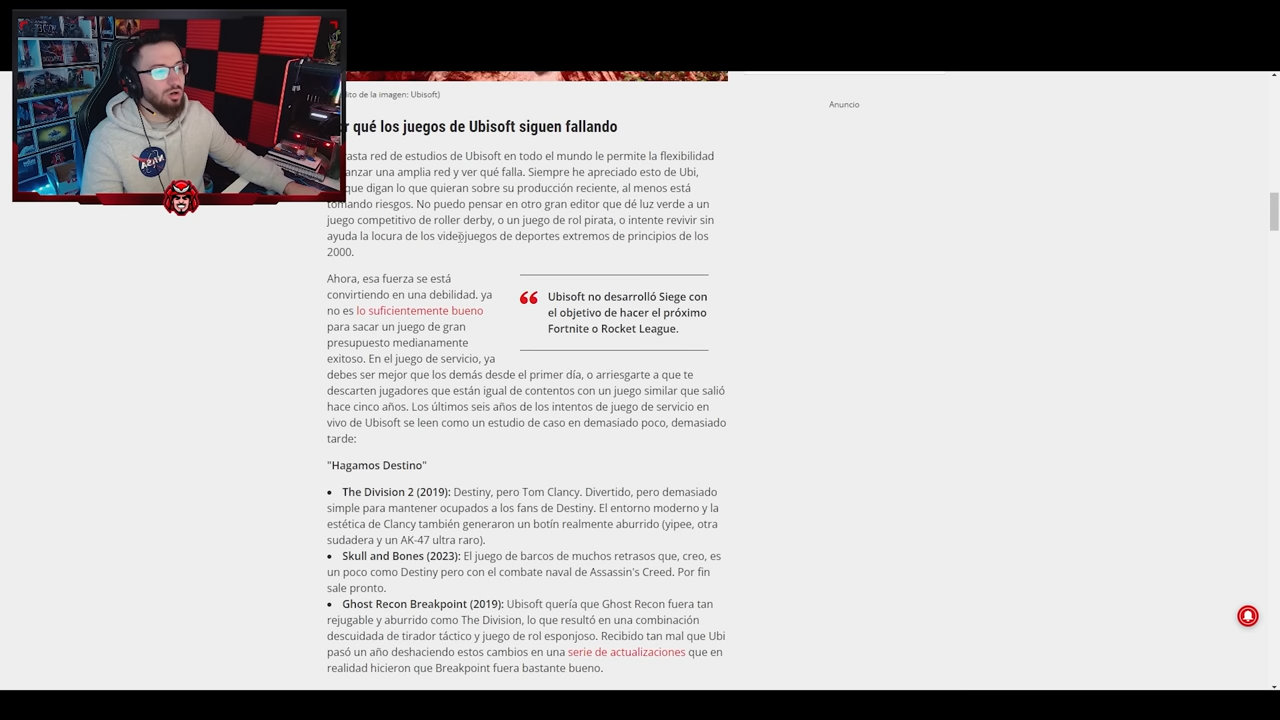 ito de la imagen: Ubisoft)
r qué los juegos de Ubisoft siguen fallando
asta red de estudios de Ubisoft en todo el mundo le permite la flexibilidad
anzar una amplia red y ver qué falla. Siempre he apreciado esto de Ubi,
que digan lo que quieran sobre su producción reciente, al menos está
tomando riesgos. No puedo pensar en otro gran editor que dé luz verde a un
juego competitivo de roller derby, o un juego de rol pirata, o intente revivir sin
ayuda la locura de los videojuegos de deportes extremos de principios de los
2000.
Ahora, esa fuerza se está
convirtiendo en una debilidad. ya
no es lo suficientemente bueno
para sacar un juego de gran
presupuesto medianamente
exitoso. En el juego de servicio, ya
debes ser mejor que los demás desde el primer día, o arriesgarte a que te
descarten jugadores que están igual de contentos con un juego similar que salió
hace cinco años. Los últimos seis años de los intentos de juego de servicio en
vivo de Ubisoft se leen como un estudio de caso en demasiado poco, demasiado
tarde:
Ubisoft no desarrolló Siege con
el objetivo de hacer el próximo
Fortnite o Rocket League.
"Hagamos Destino"
• The Division 2 (2019): Destiny, pero Tom Clancy. Divertido, pero demasiado
simple para mantener ocupados a los fans de Destiny. El entorno moderno y la
estética de Clancy también generaron un botín realmente aburrido (yipee, otra
sudadera y un AK-47 ultra raro).
• Skull and Bones (2023): El juego de barcos de muchos retrasos que, creo, es
un poco como Destiny pero con el combate naval de Assassin's Creed. Por fin
sale pronto.
• Ghost Recon Breakpoint (2019): Ubisoft quería que Ghost Recon fuera tan
rejugable y aburrido como The Division, lo que resultó en una combinación
descuidada de tirador táctico y juego de rol esponjoso. Recibido tan mal que Ubi
pasó un año deshaciendo estos cambios en una serie de actualizaciones que en
realidad hicieron que Breakpoint fuera bastante bueno.
Anuncio
NASA